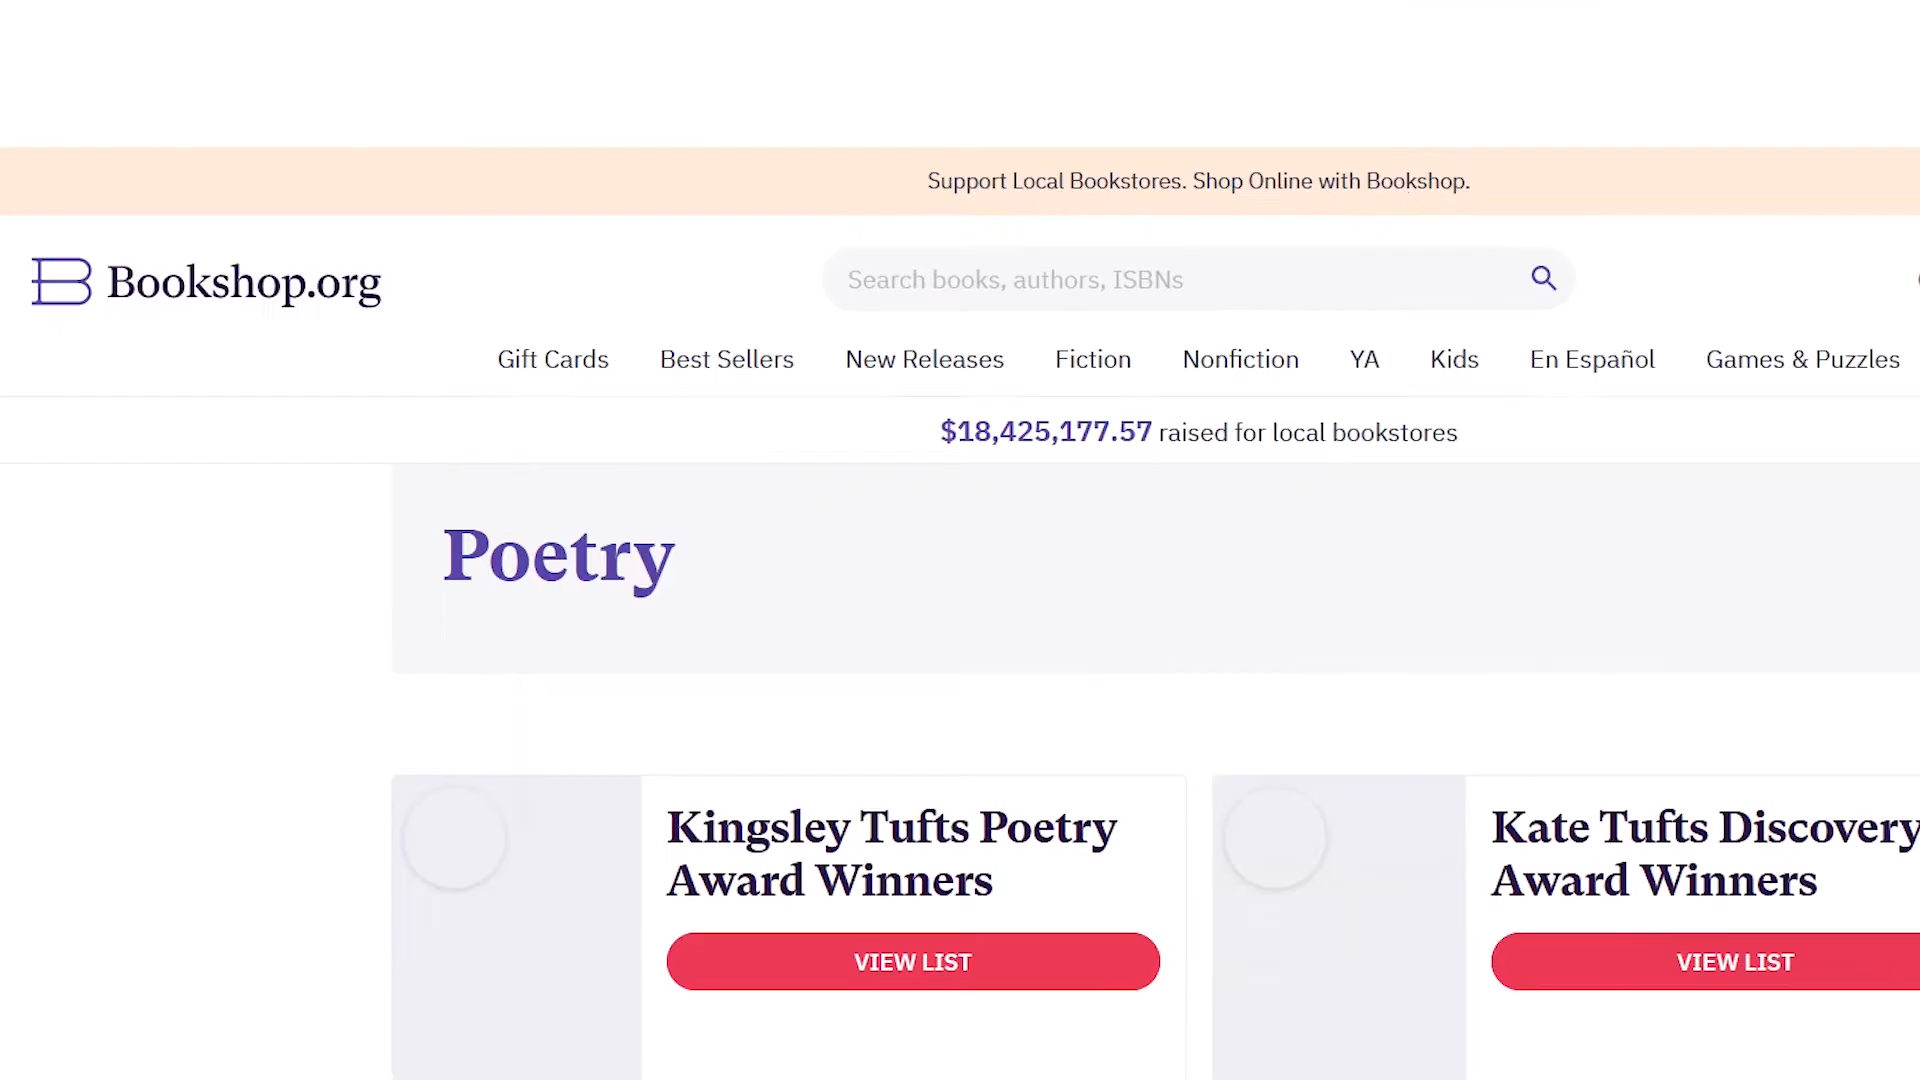 Support Local Bookstores. Shop Online with Bookshop.
Bookshop.org
Search books, authors, ISBNs
Gift Cards Best Sellers New Releases Fiction Nonfiction YA Kids En Español Games & Puzzles
$18,425,177.57 raised for local bookstores
Poetry
Kingsley Tufts Poetry
Award Winners
VIEW LIST
Kate Tufts Discovery
Award Winners
VIEW LIST